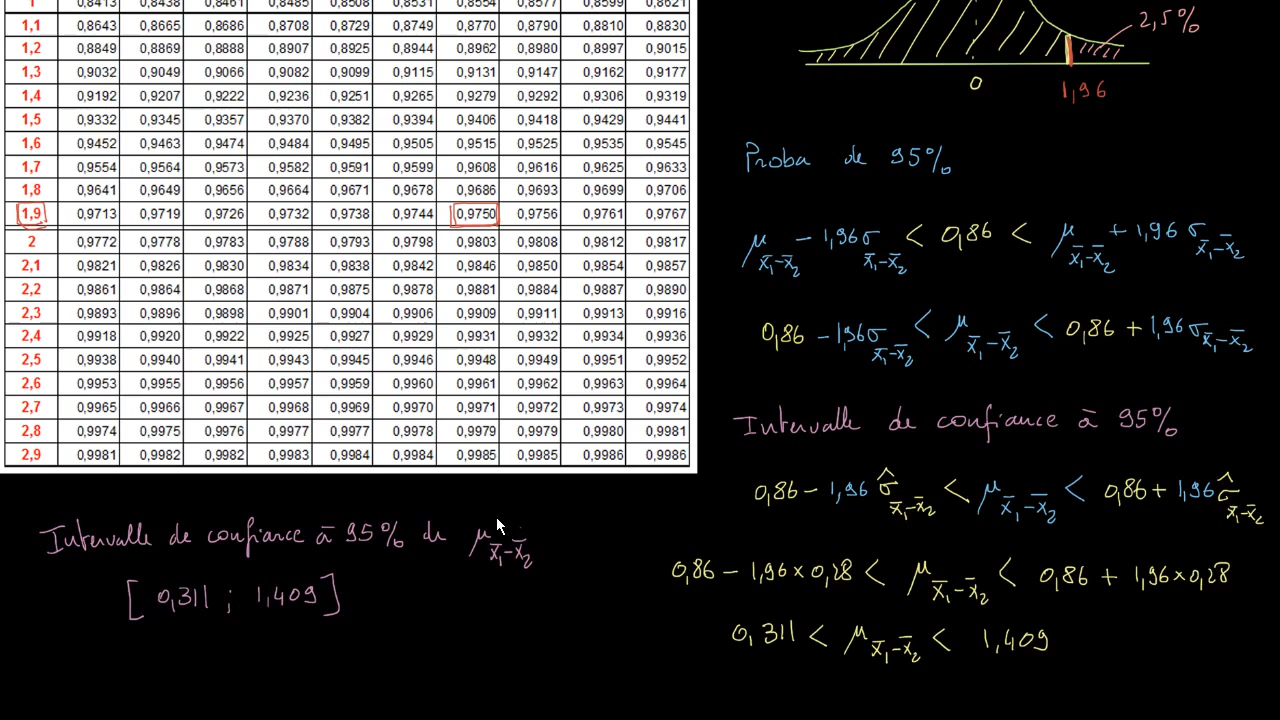 1 0,8413 0,8438 0,8461 0,8485 0,8508 0,8531 0,8554 0,8577 0,8599 0,8621
1,1 0,8643 0,8665 0,8686 0,8708 0,8729 0,8749 0,8770 0,8790 0,8810 0,8830
1,2 0,8849 0,8869 0,8888 0,8907 0,8925 0,8944 0,8962 0,8980 0,8997 0,9015
1,3 0,9032 0,9049 0,9066 0,9082 0,9099 0,9115 0,9131 0,9147 0,9162 0,9177
1,4 0,9192 0,9207 0,9222 0,9236 0,9251 0,9265 0,9279 0,9292 0,9306 0,9319
1,5 0,9332 0,9345 0,9357 0,9370 0,9382 0,9394 0,9406 0,9418 0,9429 0,9441
1,6 0,9452 0,9463 0,9474 0,9484 0,9495 0,9505 0,9515 0,9525 0,9535 0,9545
1,7 0,9554 0,9564 0,9573 0,9582 0,9591 0,9599 0,9608 0,9616 0,9625 0,9633
1,8 0,9641 0,9649 0,9656 0,9664 0,9671 0,9678 0,9686 0,9693 0,9699 0,9706
1,9 0,9713 0,9719 0,9726 0,9732 0,9738 0,9744 0,9750 0,9756 0,9761 0,9767
2 0,9772 0,9778 0,9783 0,9788 0,9793 0,9798 0,9803 0,9808 0,9812 0,9817
2,1 0,9821 0,9826 0,9830 0,9834 0,9838 0,9842 0,9846 0,9850 0,9854 0,9857
2,2 0,9861 0,9864 0,9868 0,9871 0,9875 0,9878 0,9881 0,9884 0,9887 0,9890
2,3 0,9893 0,9896 0,9898 0,9901 0,9904 0,9906 0,9909 0,9911 0,9913 0,9916
2,4 0,9918 0,9920 0,9922 0,9925 0,9927 0,9929 0,9931 0,9932 0,9934 0,9936
2,5 0,9938 0,9940 0,9941 0,9943 0,9945 0,9946 0,9948 0,9949 0,9951 0,9952
2,6 0,9953 0,9955 0,9956 0,9957 0,9959 0,9960 0,9961 0,9962 0,9963 0,9964
2,7 0,9965 0,9966 0,9967 0,9968 0,9969 0,9970 0,9971 0,9972 0,9973 0,9974
2,8 0,9974 0,9975 0,9976 0,9977 0,9977 0,9978 0,9979 0,9979 0,9980 0,9981
2,9 0,9981 0,9982 0,9982 0,9983 0,9984 0,9984 0,9985 0,9985 0,9986 0,9986
Intervalle de confiance à 95% de μ_x̄₁-x̄₂
[0,311 ; 1,409]
2,5%
0 1,96
Proba de 95%
μ_x̄₁-x̄₂ - 1,96σ_x̄₁-x̄₂ < 0,86 < μ_x̄₁-x̄₂ + 1,96 σ_x̄₁-x̄₂
0,86 - 1,96σ_x̄₁-x̄₂ < μ_x̄₁-x̄₂ < 0,86 + 1,96σ_x̄₁-x̄₂
Intervalle de confiance à 95%
0,86 - 1,96 σ̂_x̄₁-x̄₂ < μ_x̄₁-x̄₂ < 0,86 + 1,96 σ̂_x̄₁-x̄₂
0,86 - 1,96 × 0,28 < μ_x̄₁-x̄₂ < 0,86 + 1,96 × 0,28
0,311 < μ_x̄₁-x̄₂ < 1,409